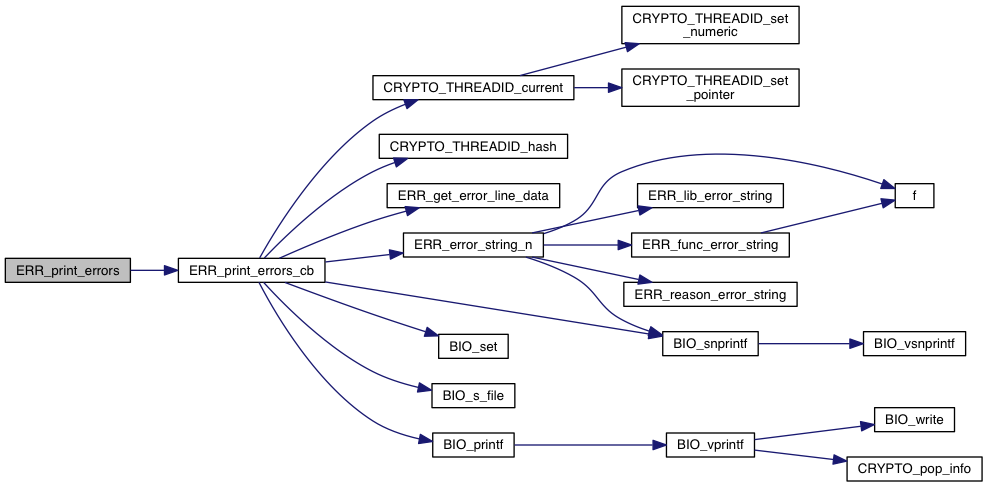 CRYPTO_THREADID_set
_numeric
CRYPTO_THREADID_current
CRYPTO_THREADID_set
_pointer
CRYPTO_THREADID_hash
ERR_get_error_line_data
ERR_lib_error_string
f
ERR_error_string_n
ERR_func_error_string
ERR_print_errors
ERR_print_errors_cb
ERR_reason_error_string
BIO_set
BIO_snprintf
BIO_vsnprintf
BIO_s_file
BIO_write
BIO_printf
BIO_vprintf
CRYPTO_pop_info